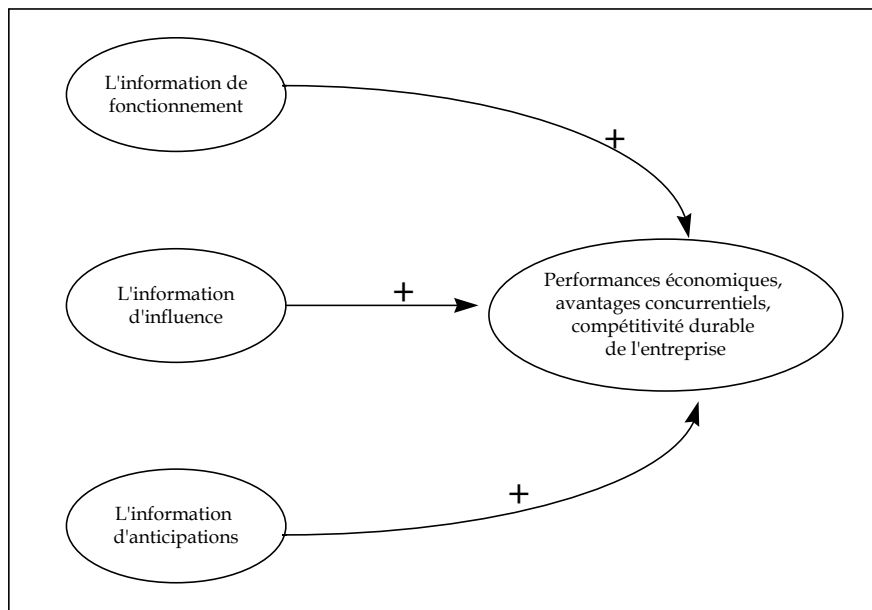 L'information de
fonctionnement
+
L'information
d'influence
+
Performances économiques,
avantages concurrentiels,
compétitivité durable
de l'entreprise
L'information
d'anticipations
+